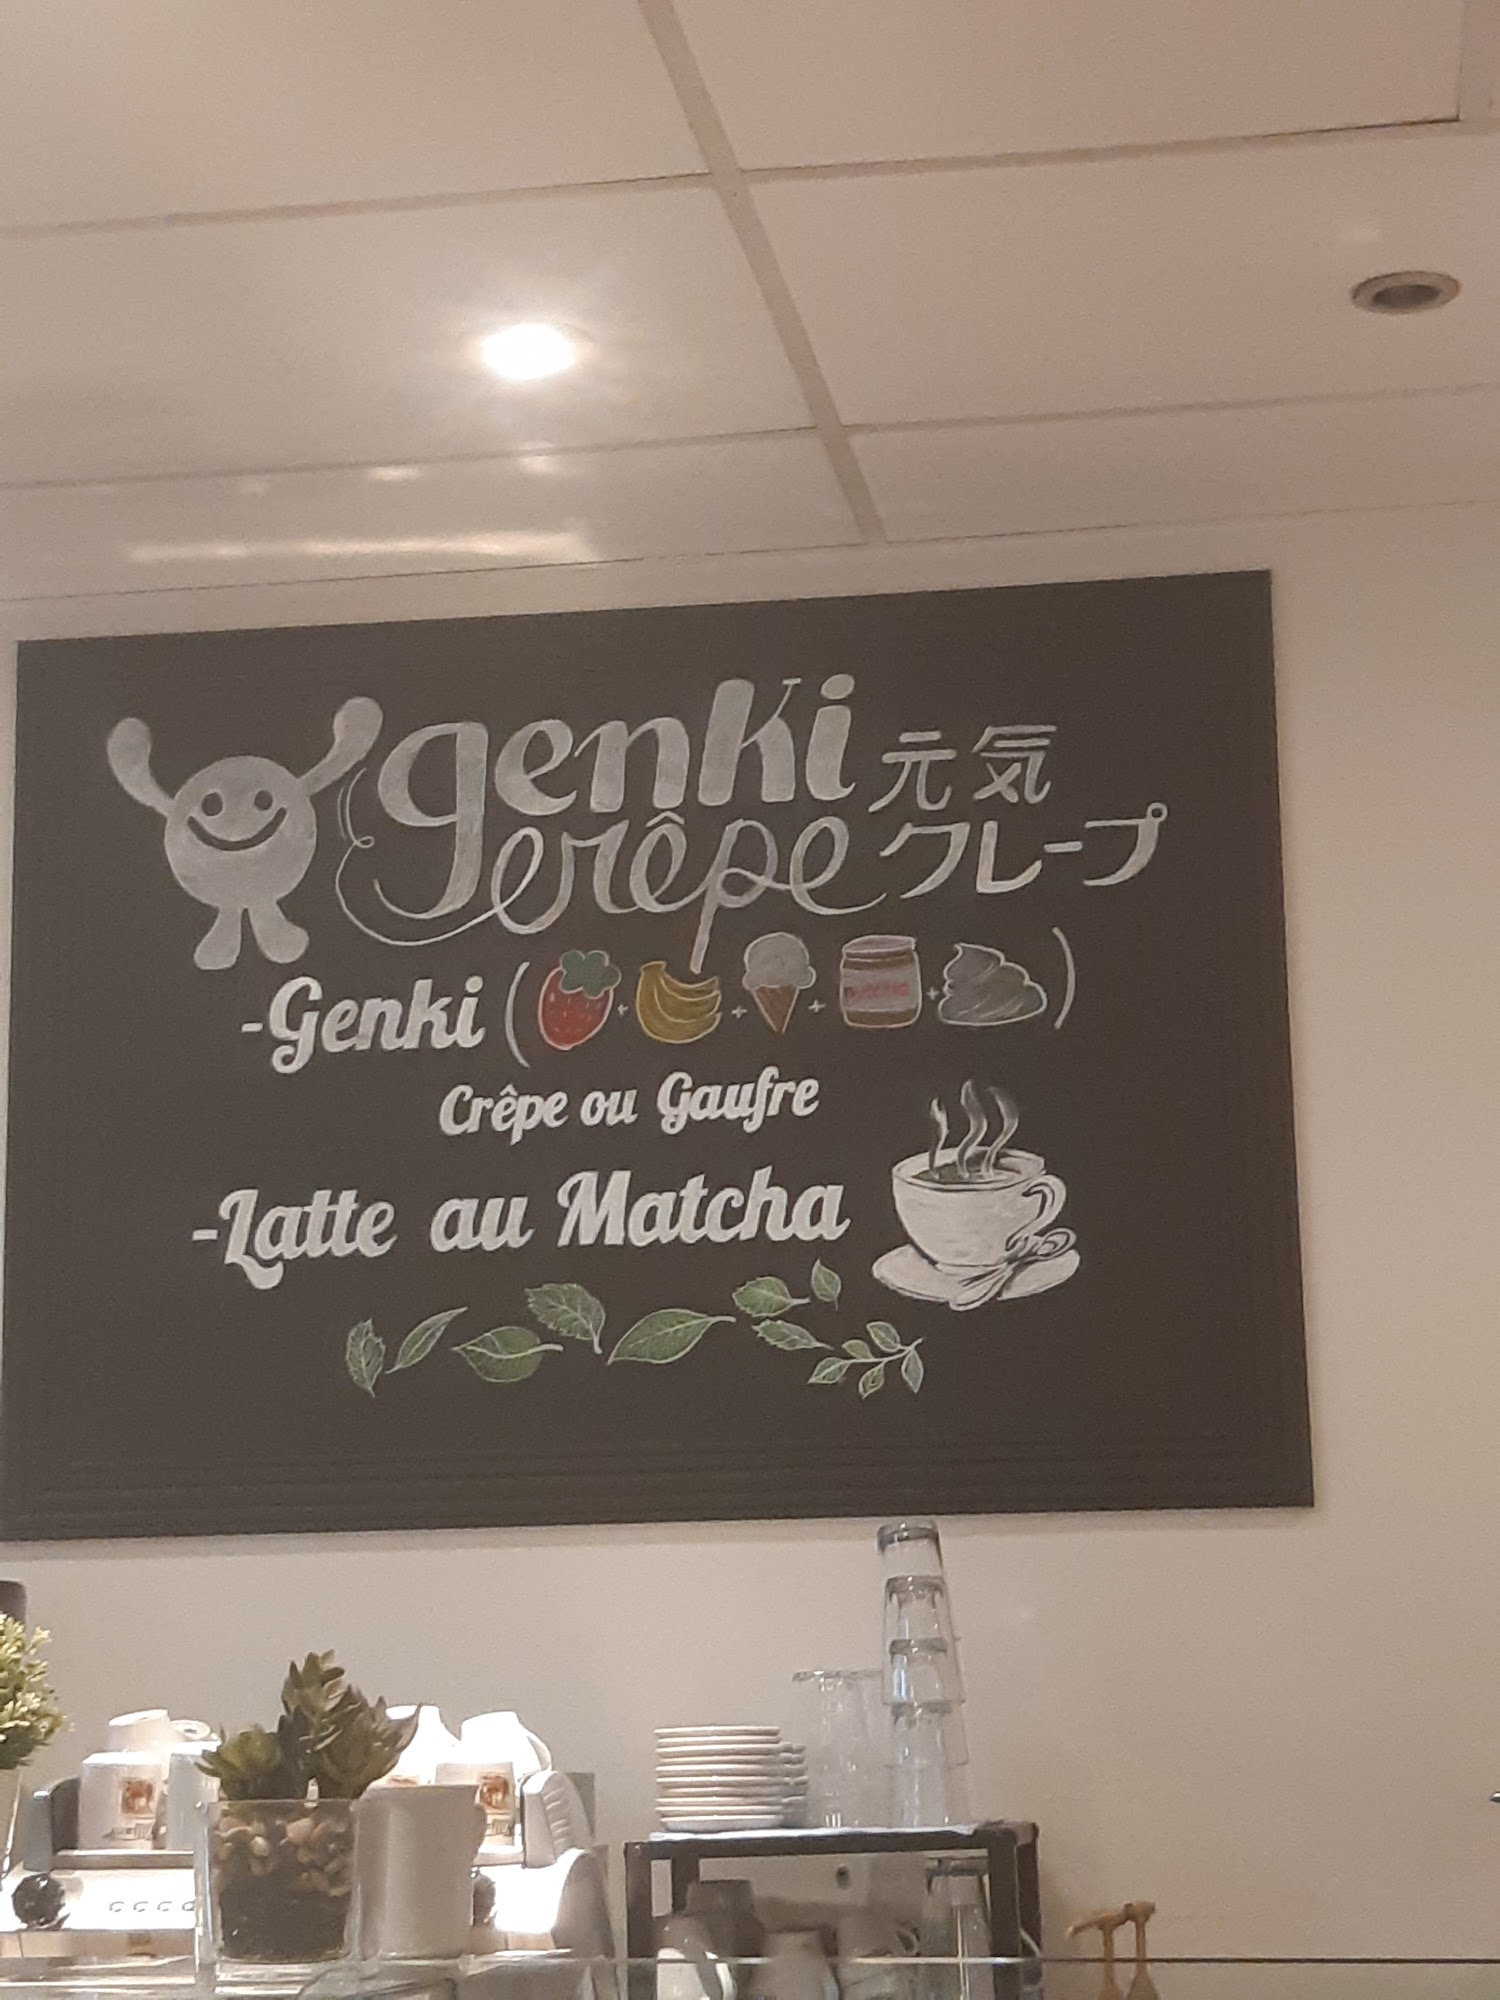 genki 元気
crêpe クレープ
-Genki ( + + + + )
Crêpe ou Gaufre
-Latte au Matcha